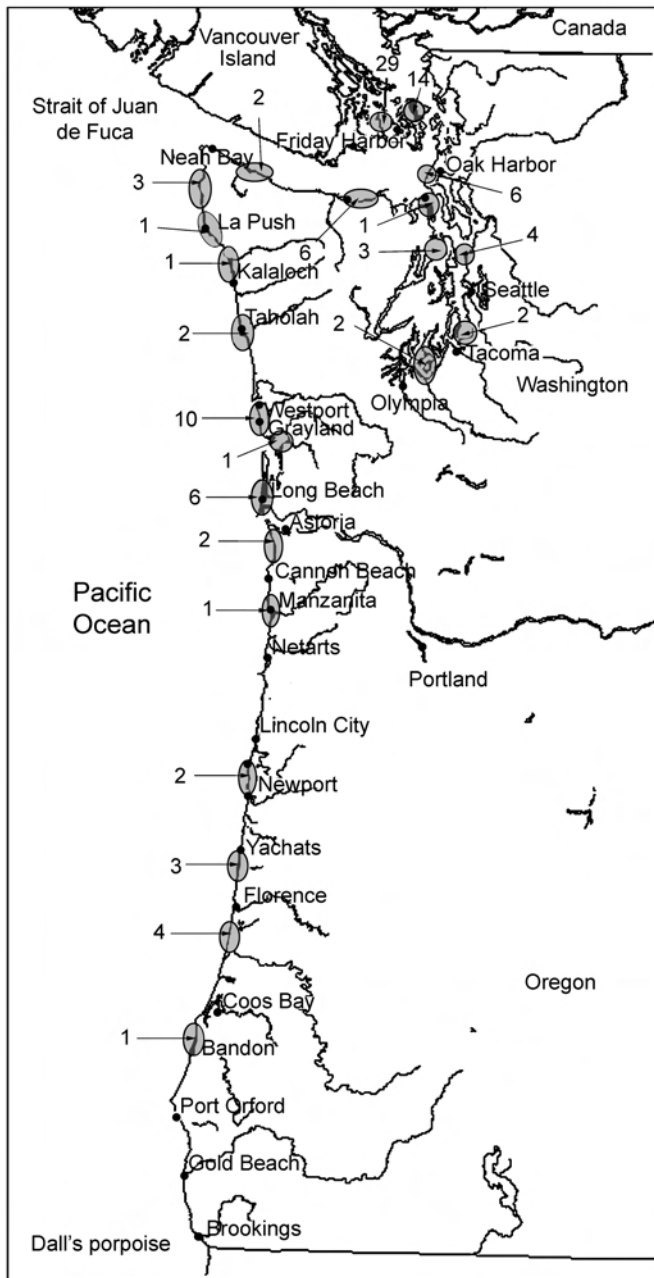 Canada
Vancouver
Island
29
14
Strait of Juan
de Fuca
2
Friday Harbor
Neah Bay
Oak Harbor
3
6
1
La Push
1
6
3
4
1
Kalaloch
Seattle
Taholah
2
2
2
Tacoma
Washington
Olympla
10
Westport
Grayland
1
6
Long Beach
Astoria
2
Cannon Beach
Pacific
Ocean
1
Manzanita
Netarts
Portland
Lincoln City
2
Newport
Yachats
3
Florence
4
Oregon
Coos Bay
1
Bandon
Port Orford
Gold Beach
Brookings
Dall's porpoise